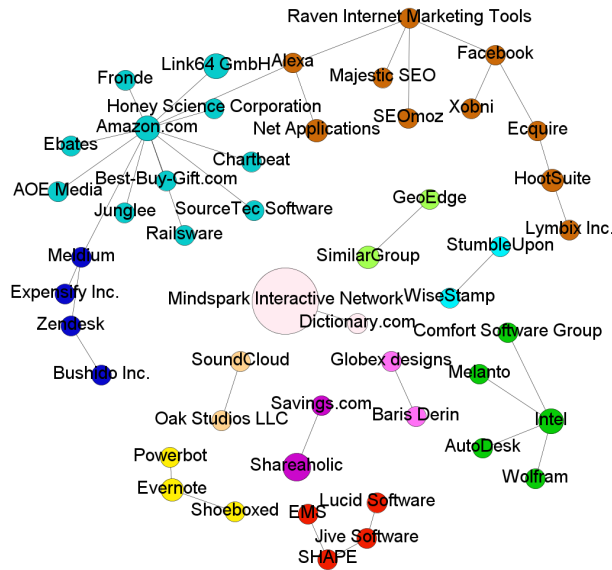 Raven Internet Marketing Tools
Link64 GmbH
Alexa
Facebook
Fronde
Majestic SEO
Honey Science Corporation
Xobni
Amazon.com
Net Applications
SEOmoz
Ecquire
Ebates
Chartbeat
AOE Media
Best-Buy-Gift.com
HootSuite
GeoEdge
Junglee
SourceTec Software
Railsware
Lymbix Inc.
StumbleUpon
Meldium
SimilarGroup
Expensify Inc.
Mindspark Interactive Network
WiseStamp
Zendesk
Dictionary.com
Comfort Software Group
SoundCloud
Globex designs
Bushido Inc.
Melanto
Savings.com
Oak Studios LLC
Baris Derin
Intel
Powerbot
AutoDesk
Shareaholic
Wolfram
Evernote
Shoeboxed
EMS
Lucid Software
Jive Software
SHAPE